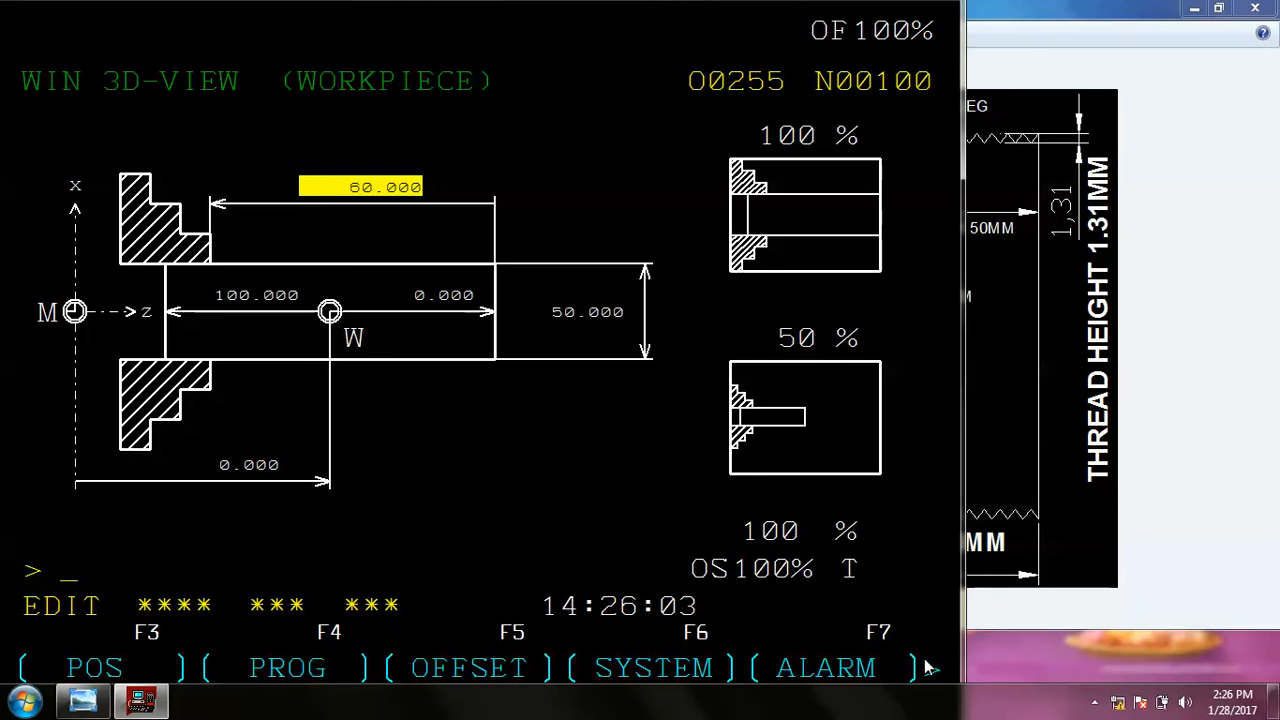 OF100%
WIN 3D-VIEW (WORKPIECE)
O0255 N00100
100 %
X
60.000
100.000
0.000
M
Z
W
50.000
50 %
0.000
100 %
OS100% T
> _
EDIT **** *** ***
14:26:03
F3 F4 F5 F6 F7
( POS ) ( PROG ) ( OFFSET ) ( SYSTEM ) ( ALARM ) >
EG
1,31
THREAD HEIGHT 1.31MM
50MM
M
MM
2:26 PM
1/28/2017